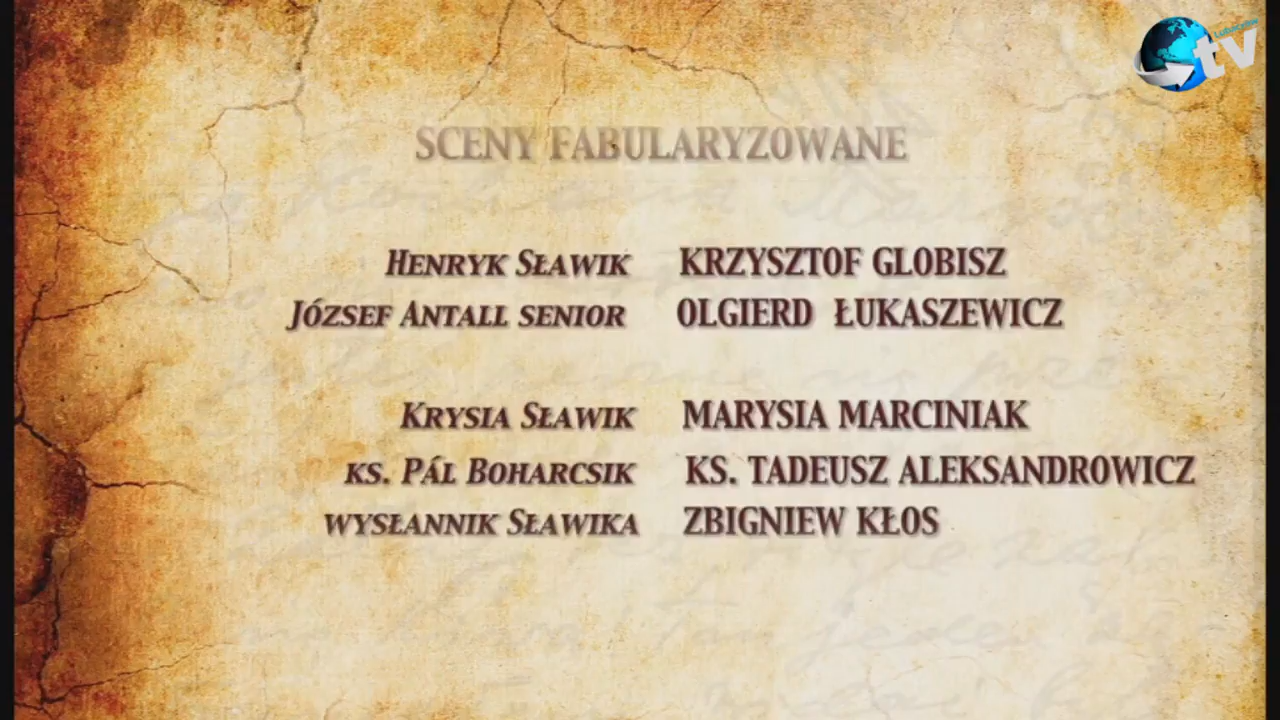 Lubaczów
tv
SCENY FABULARYZOWANE
HENRYK SŁAWIK KRZYSZTOF GLOBISZ
JÓZSEF ANTALL SENIOR OLGIERD ŁUKASZEWICZ
KRYSIA SŁAWIK MARYSIA MARCINIAK
KS. PÁL BOHARCSIK KS. TADEUSZ ALEKSANDROWICZ
WYSŁANNIK SŁAWIKA ZBIGNIEW KŁOS